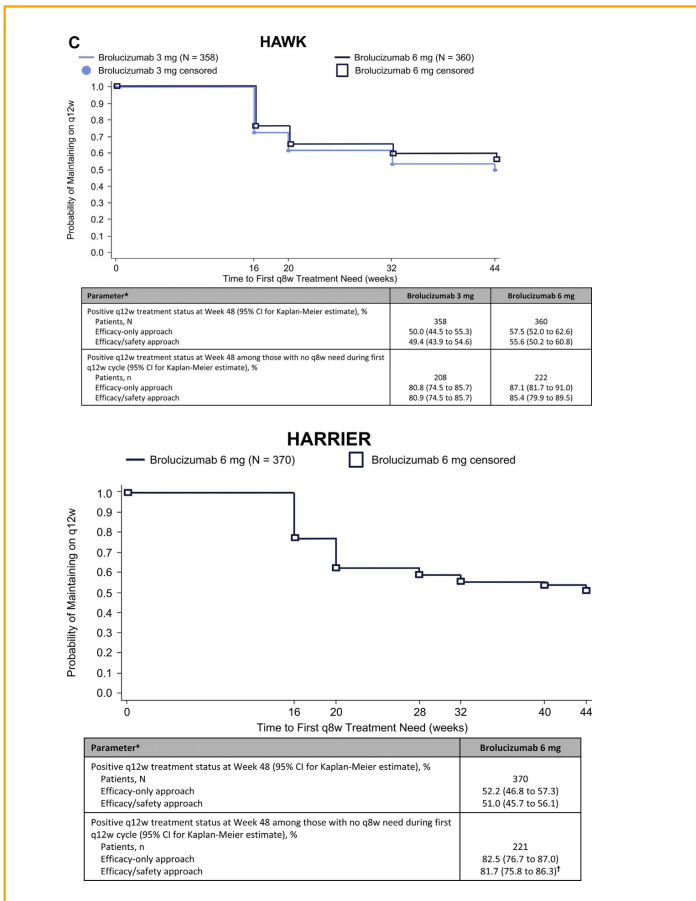 C
HAWK
Brolucizumab 3 mg (N = 358)
Brolucizumab 6 mg (N = 360)
Brolucizumab 3 mg censored
Brolucizumab 6 mg censored
Probability of Maintaining on q12w
1.0
0.9
0.8
0.7
0.6
0.5
0.4
0.3
0.2
0.1
0.0
0 16 20 32 44
Time to First q8w Treatment Need (weeks)
Parameter* Brolucizumab 3 mg Brolucizumab 6 mg
Positive q12w treatment status at Week 48 (95% CI for Kaplan-Meier estimate), %
Patients, N 358 360
Efficacy-only approach 50.0 (44.5 to 55.3) 57.5 (52.0 to 62.6)
Efficacy/safety approach 49.4 (43.9 to 54.6) 55.6 (50.2 to 60.8)
Positive q12w treatment status at Week 48 among those with no q8w need during first
q12w cycle (95% CI for Kaplan-Meier estimate), %
Patients, n 208 222
Efficacy-only approach 80.8 (74.5 to 85.7) 87.1 (81.7 to 91.0)
Efficacy/safety approach 80.9 (74.5 to 85.7) 85.4 (79.9 to 89.5)
HARRIER
Brolucizumab 6 mg (N = 370)
Brolucizumab 6 mg censored
Probability of Maintaining on q12w
1.0
0.9
0.8
0.7
0.6
0.5
0.4
0.3
0.2
0.1
0.0
0 16 20 28 32 40 44
Time to First q8w Treatment Need (weeks)
Parameter* Brolucizumab 6 mg
Positive q12w treatment status at Week 48 (95% CI for Kaplan-Meier estimate), %
Patients, N 370
Efficacy-only approach 52.2 (46.8 to 57.3)
Efficacy/safety approach 51.0 (45.7 to 56.1)
Positive q12w treatment status at Week 48 among those with no q8w need during first
q12w cycle (95% CI for Kaplan-Meier estimate), %
Patients, n 221
Efficacy-only approach 82.5 (76.7 to 87.0)
Efficacy/safety approach 81.7 (75.8 to 86.3)†